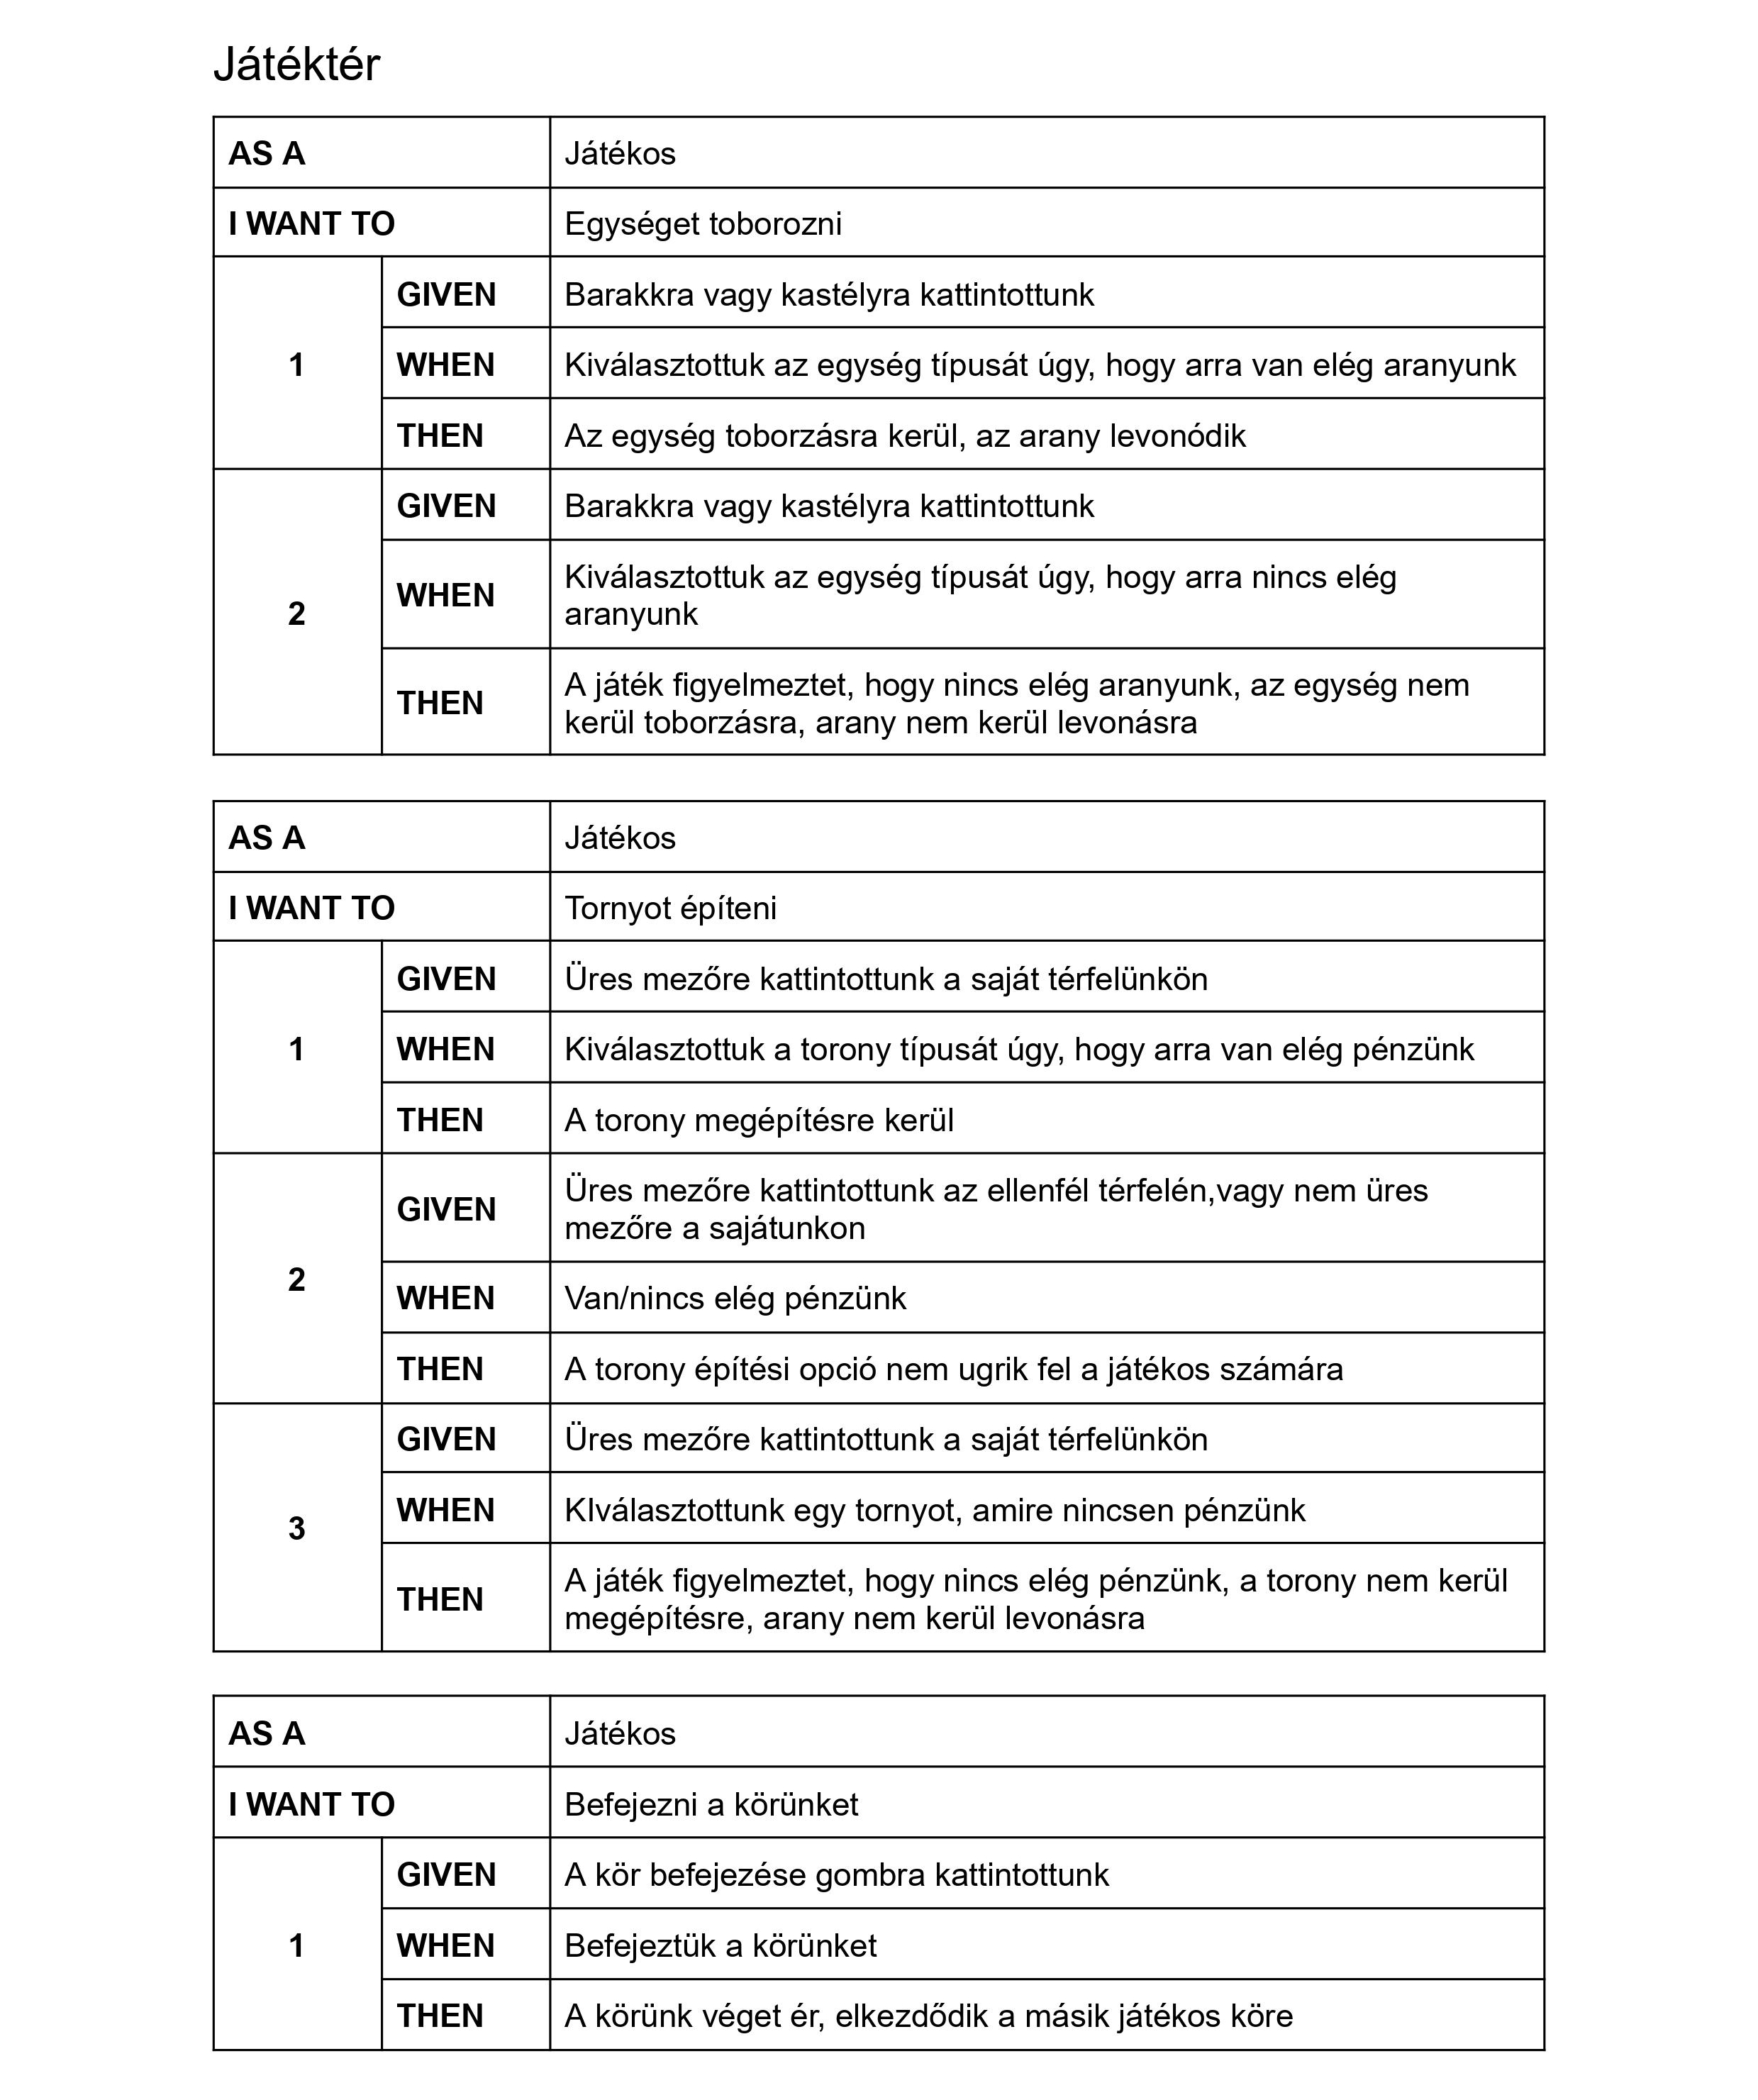 Játéktér
AS A Játékos
I WANT TO Egységet toborozni
1
GIVEN Barakkra vagy kastélyra kattintottunk
WHEN Kiválasztottuk az egység típusát úgy, hogy arra van elég aranyunk
THEN Az egység toborzásra kerül, az arany levonódik
2
GIVEN Barakkra vagy kastélyra kattintottunk
WHEN Kiválasztottuk az egység típusát úgy, hogy arra nincs elég
aranyunk
THEN A játék figyelmeztet, hogy nincs elég aranyunk, az egység nem
kerül toborzásra, arany nem kerül levonásra
AS A Játékos
I WANT TO Tornyot építeni
1
GIVEN Üres mezőre kattintottunk a saját térfelünkön
WHEN Kiválasztottuk a torony típusát úgy, hogy arra van elég pénzünk
THEN A torony megépítésre kerül
2
GIVEN Üres mezőre kattintottunk az ellenfél térfelén,vagy nem üres
mezőre a sajátunkon
WHEN Van/nincs elég pénzünk
THEN A torony építési opció nem ugrik fel a játékos számára
3
GIVEN Üres mezőre kattintottunk a saját térfelünkön
WHEN KIválasztottunk egy tornyot, amire nincsen pénzünk
THEN A játék figyelmeztet, hogy nincs elég pénzünk, a torony nem kerül
megépítésre, arany nem kerül levonásra
AS A Játékos
I WANT TO Befejezni a körünket
1
GIVEN A kör befejezése gombra kattintottunk
WHEN Befejeztük a körünket
THEN A körünk véget ér, elkezdődik a másik játékos köre